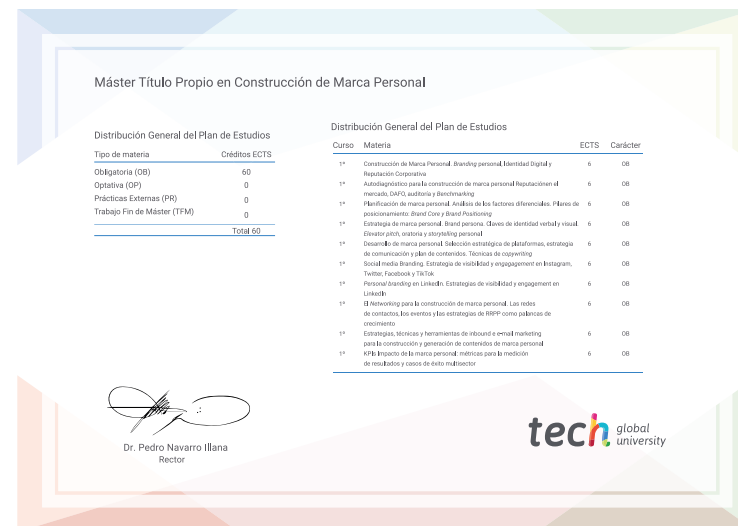 Máster Título Propio en Construcción de Marca Personal
Distribución General del Plan de Estudios
Tipo de materia Créditos ECTS
Obligatoria (OB) 60
Optativa (OP) 0
Prácticas Externas (PR) 0
Trabajo Fin de Máster (TFM) 0
Total 60
Distribución General del Plan de Estudios
Curso Materia ECTS Carácter
1º Construcción de Marca Personal. Branding personal, Identidad Digital y 6 OB
Reputación Corporativa
1º Autodiagnóstico para la construcción de marca personal.Reputaciónen el 6 OB
mercado, DAFO, auditoría y Benchmarking
1º Planificación de marca personal. Análisis de los factores diferenciales. Pilares de 6 OB
posicionamiento: Brand Core y Brand Positioning
1º Estrategia de marca personal. Brand persona. Claves de identidad verbal y visual. 6 OB
Elevator pitch, oratoria y storytelling personal
1º Desarrollo de marca personal. Selección estratégica de plataformas, estrategia 6 OB
de comunicación y plan de contenidos. Técnicas de copywriting
1º Social media Branding. Estrategia de visibilidad y engagagement en Instagram, 6 OB
Twitter, Facebook y TikTok
1º Personal branding en LinkedIn. Estrategias de visibilidad y engagement en 6 OB
LinkedIn
1º El Networking para la construcción de marca personal. Las redes 6 OB
de contactos, los eventos y las estrategias de RRPP como palancas de
crecimiento
1º Estrategias, técnicas y herramientas de inbound e e-mail marketing 6 OB
para la construcción y generación de contenidos de marca personal
1º KPIs Impacto de la marca personal: métricas para la medición 6 OB
de resultados y casos de éxito multisector
Dr. Pedro Navarro Illana
Rector
tech global
university